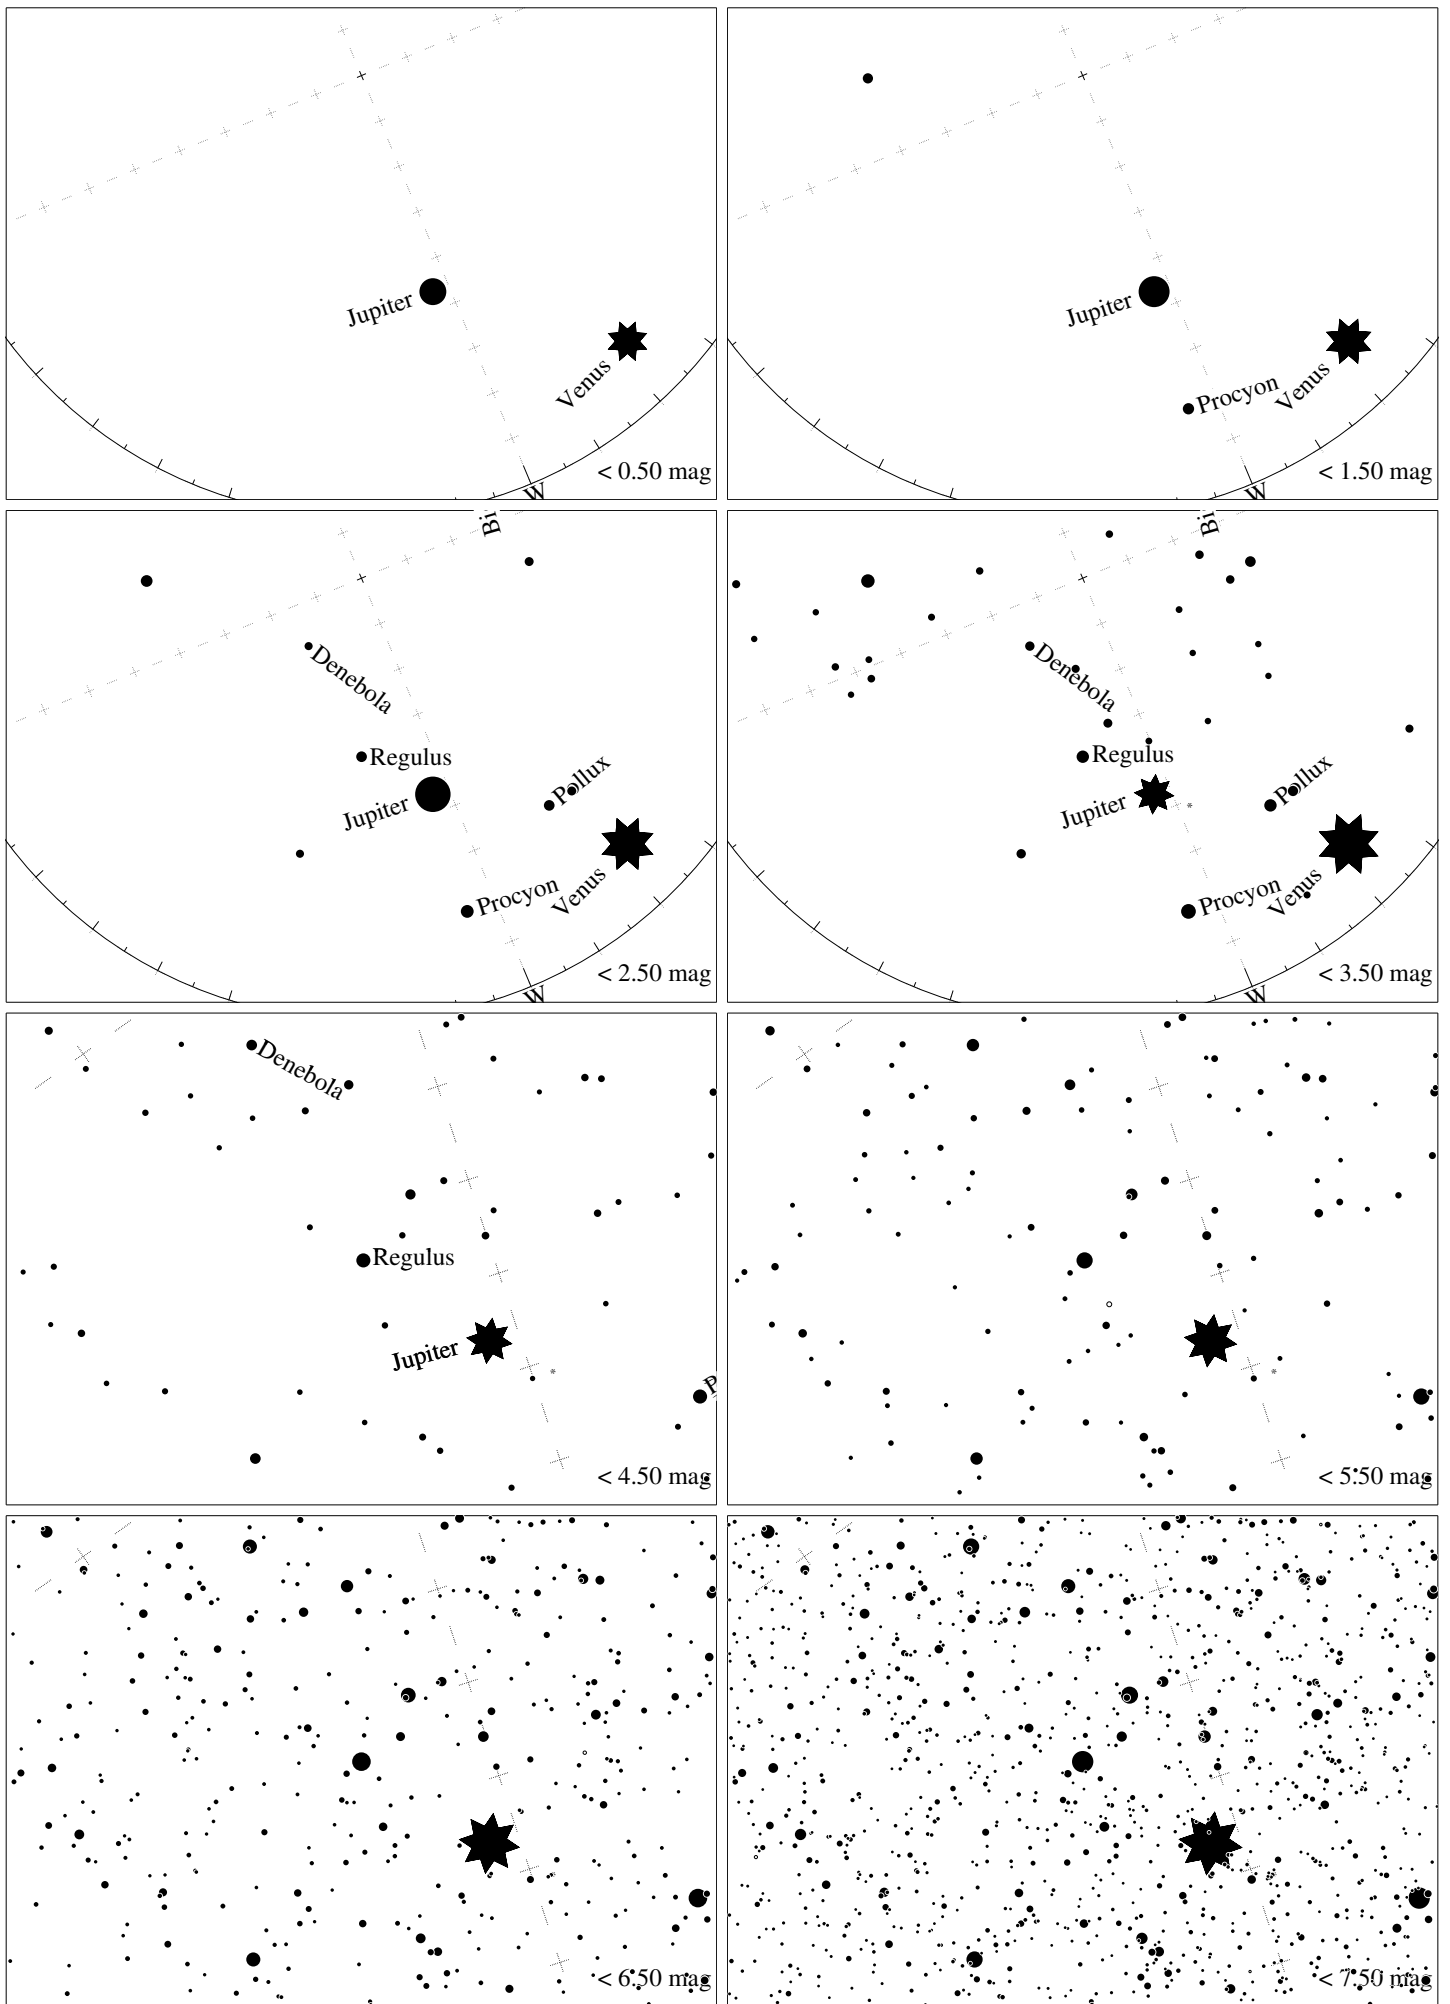 Jupiter
Venus
W
< 0.50 mag
Jupiter
Procyon
Venus
W
< 1.50 mag
Bi
Denebola
Regulus
Pollux
Jupiter
Procyon
Venus
W
< 2.50 mag
Bi
Denebola
Regulus
Pollux
Jupiter
Procyon
Venus
W
< 3.50 mag
Denebola
Regulus
Jupiter
P
< 4.50 mag
< 5.50 mag
< 6.50 mag
< 7.50 mag